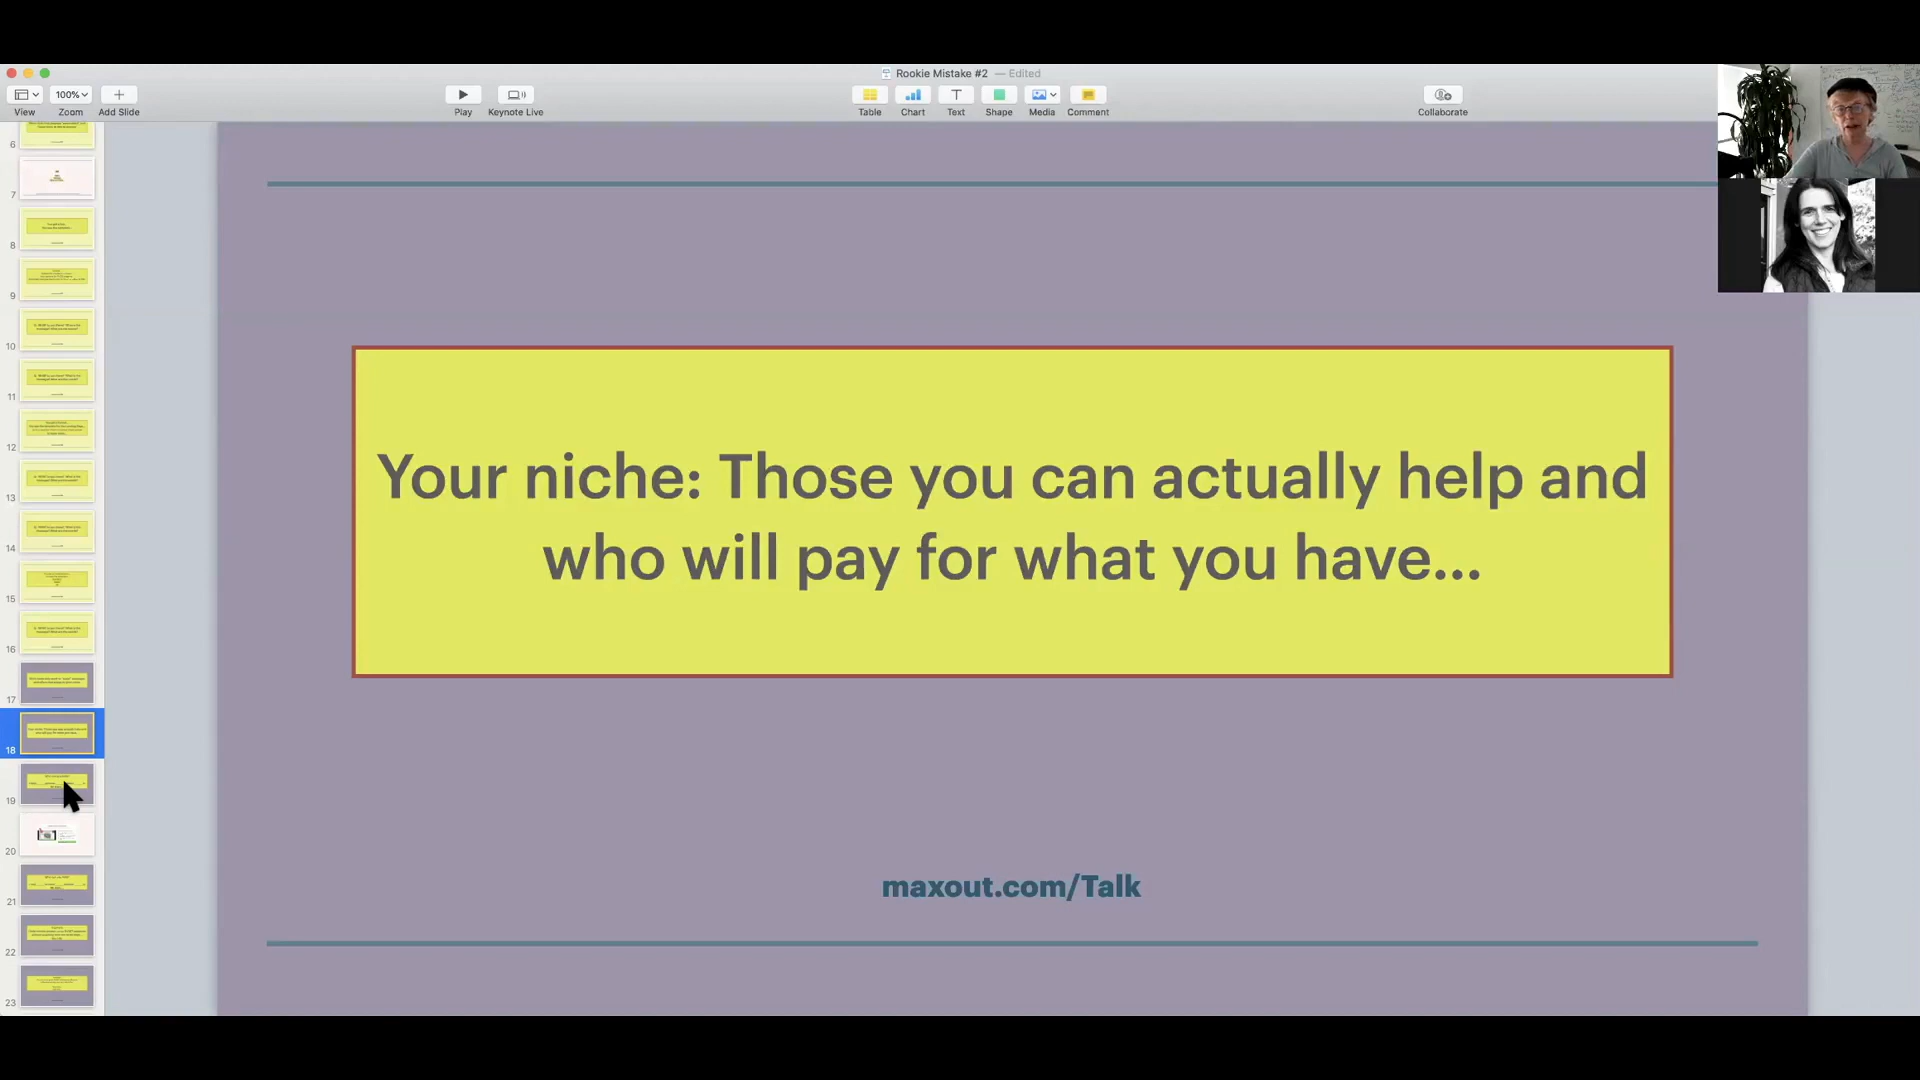 Rookie Mistake #2 — Edited
100%
View
Zoom
Add Slide
Play
Keynote Live
Table
Chart
Text
Shape
Media
Comment
Collaborate
6
7
8
9
10
11
12
13
14
15
16
17
18
19
20
21
22
23
Your niche: Those you can actually help and
who will pay for what you have...
maxout.com/Talk